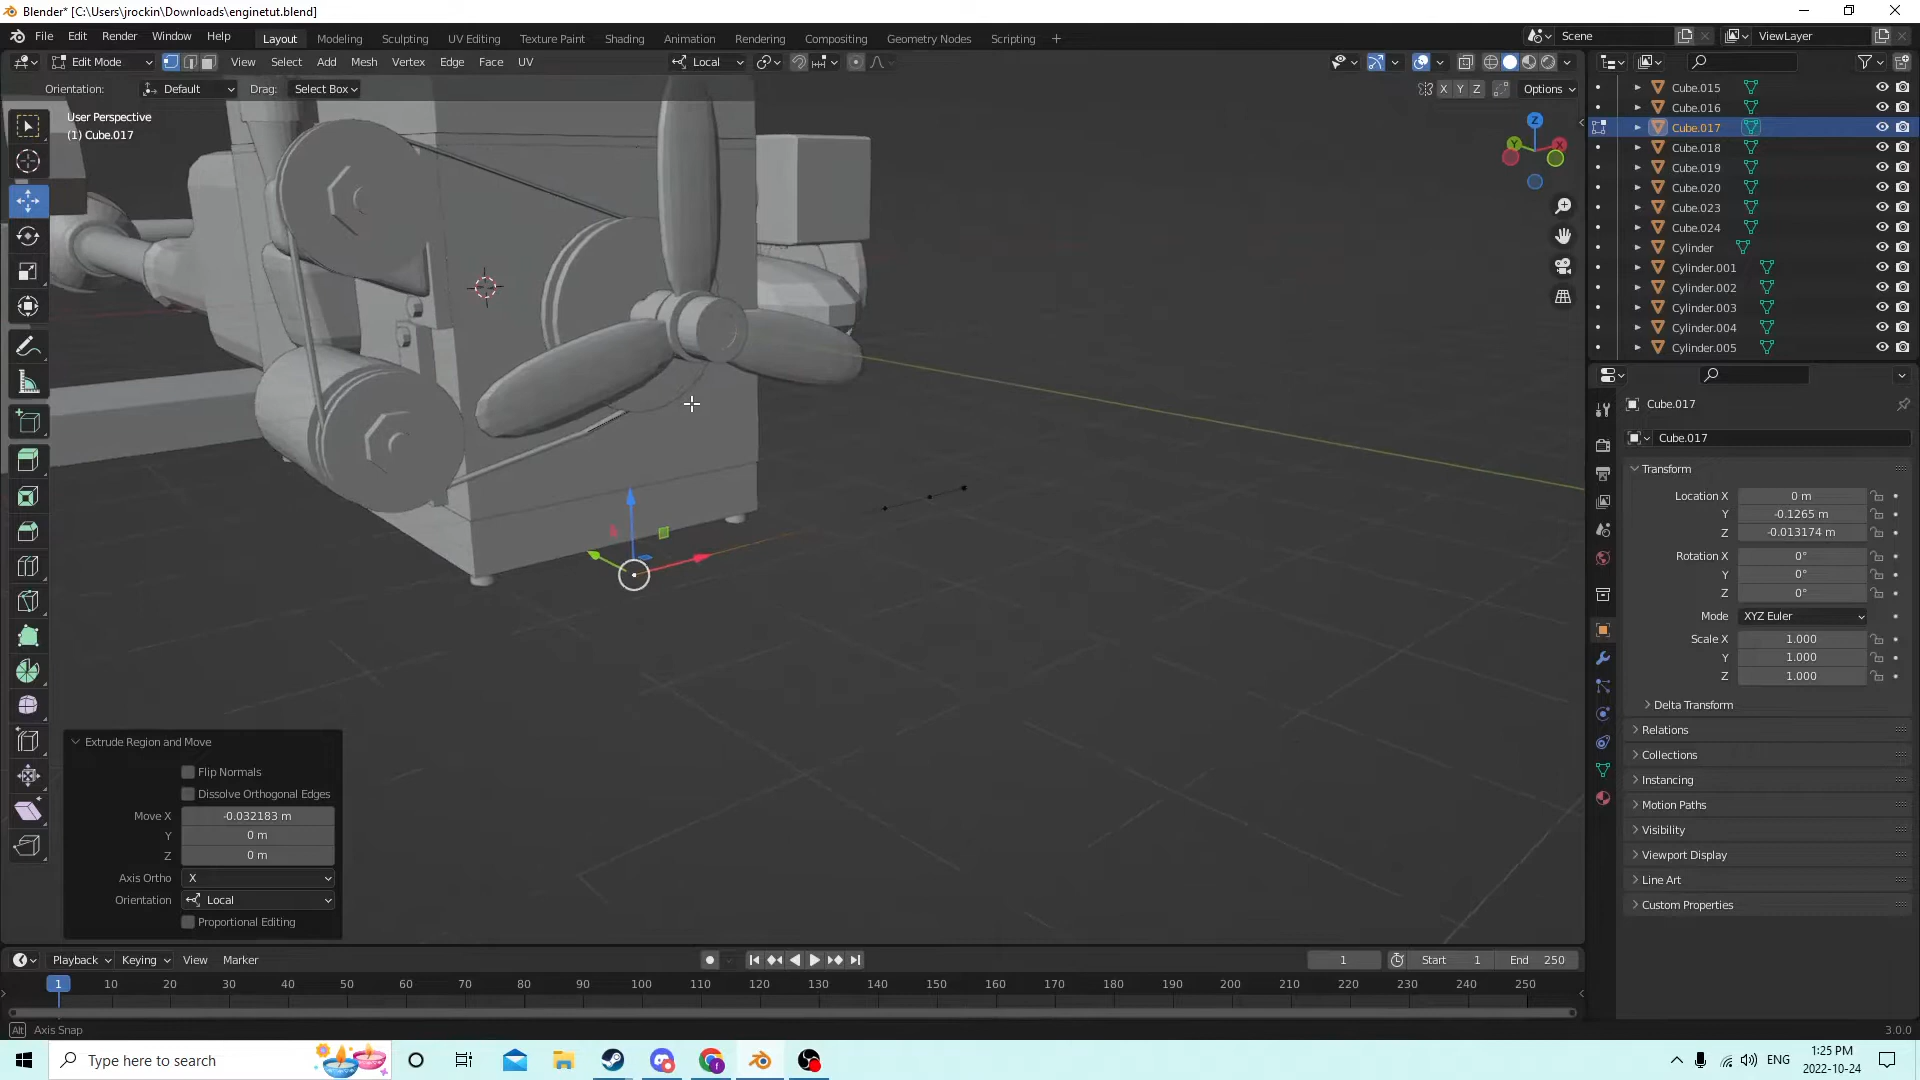 Blender* [C:\Users\jrockin\Downloads\enginetut.blend]
File Edit Render Window Help Layout Modeling Sculpting UV Editing Texture Paint Shading Animation Rendering Compositing Geometry Nodes Scripting + Scene ViewLayer
Edit Mode View Select Add Mesh Vertex Edge Face UV Local
Orientation: Default Drag: Select Box X Y Z Options
User Perspective
(1) Cube.017
Z
Y
X
Cube.015
Cube.016
Cube.017
Cube.018
Cube.019
Cube.020
Cube.023
Cube.024
Cylinder
Cylinder.001
Cylinder.002
Cylinder.003
Cylinder.004
Cylinder.005
Cube.017
Cube.017
Transform
Location X 0 m
Y -0.1265 m
Z -0.013174 m
Rotation X 0°
Y 0°
Z 0°
Mode XYZ Euler
Scale X 1.000
Y 1.000
Z 1.000
Delta Transform
Relations
Collections
Instancing
Motion Paths
Visibility
Viewport Display
Line Art
Custom Properties
Extrude Region and Move
Flip Normals
Dissolve Orthogonal Edges
Move X -0.032183 m
Y 0 m
Z 0 m
Axis Ortho X
Orientation Local
Proportional Editing
Playback Keying View Marker 1 Start 1 End 250
1 10 20 30 40 50 60 70 80 90 100 110 120 130 140 150 160 170 180 190 200 210 220 230 240 250
Alt Axis Snap 3.0.0
Type here to search
ENG
1:25 PM
2022-10-24